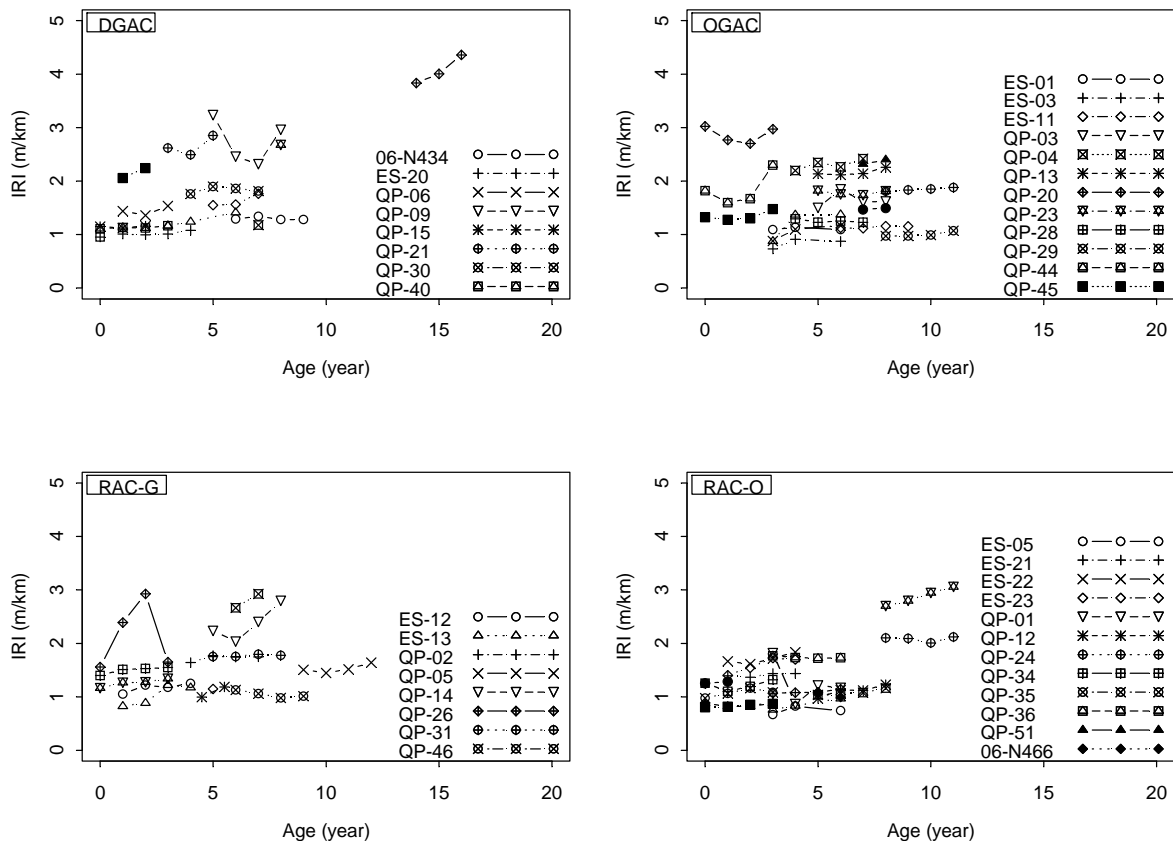 DGAC
IRI (m/km)
5
4
3
2
1
0
06-N434
ES-20
QP-06
QP-09
QP-15
QP-21
QP-30
QP-40
0 5 10 15 20
Age (year)
OGAC
IRI (m/km)
5
4
3
2
1
0
ES-01
ES-03
ES-11
QP-03
QP-04
QP-13
QP-20
QP-23
QP-28
QP-29
QP-44
QP-45
0 5 10 15 20
Age (year)
RAC-G
IRI (m/km)
5
4
3
2
1
0
ES-12
ES-13
QP-02
QP-05
QP-14
QP-26
QP-31
QP-46
0 5 10 15 20
Age (year)
RAC-O
IRI (m/km)
5
4
3
2
1
0
ES-05
ES-21
ES-22
ES-23
QP-01
QP-12
QP-24
QP-34
QP-35
QP-36
QP-51
06-N466
0 5 10 15 20
Age (year)